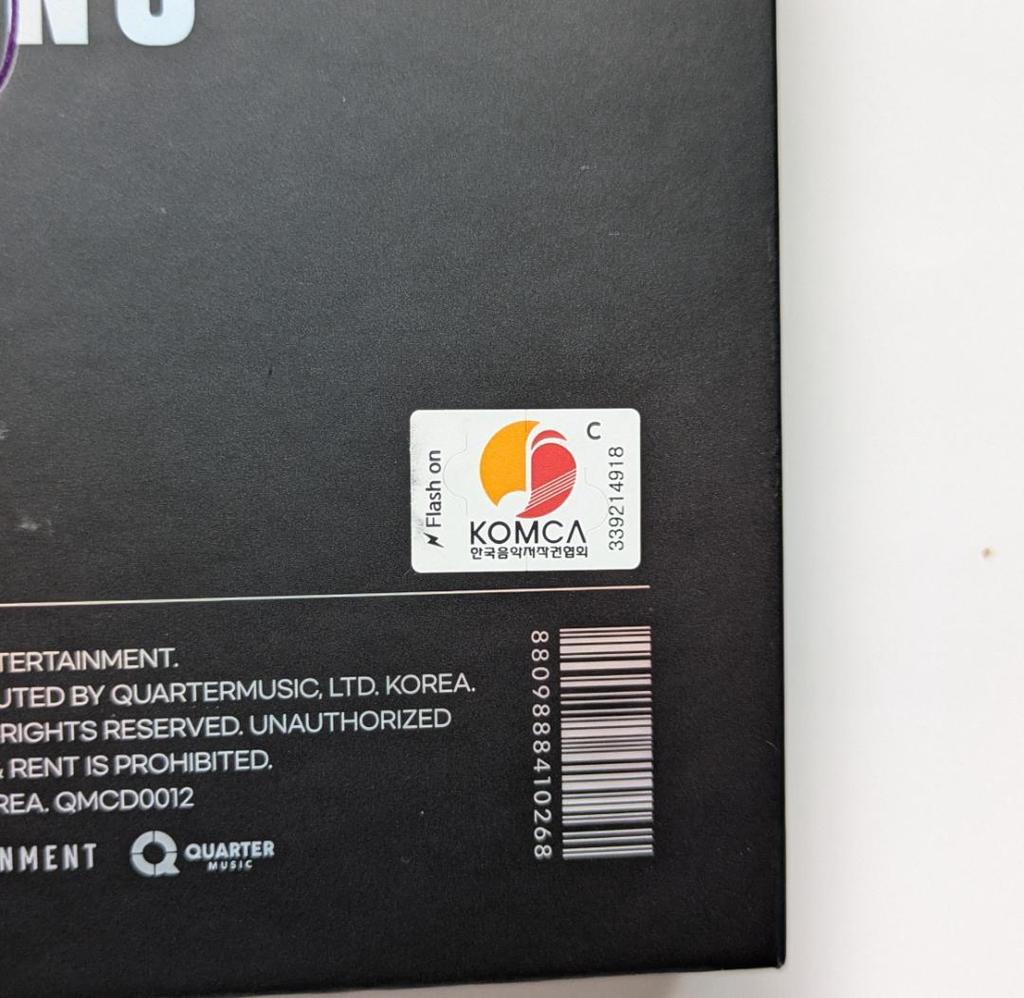 C
Flash on
339214918
KOMCA
한국음악저작권협회
TERTAINMENT.
UTED BY QUARTERMUSIC, LTD. KOREA.
RIGHTS RESERVED. UNAUTHORIZED
& RENT IS PROHIBITED.
REA. QMCD0012
NMENT
QUARTER
MUSIC
8809888410268